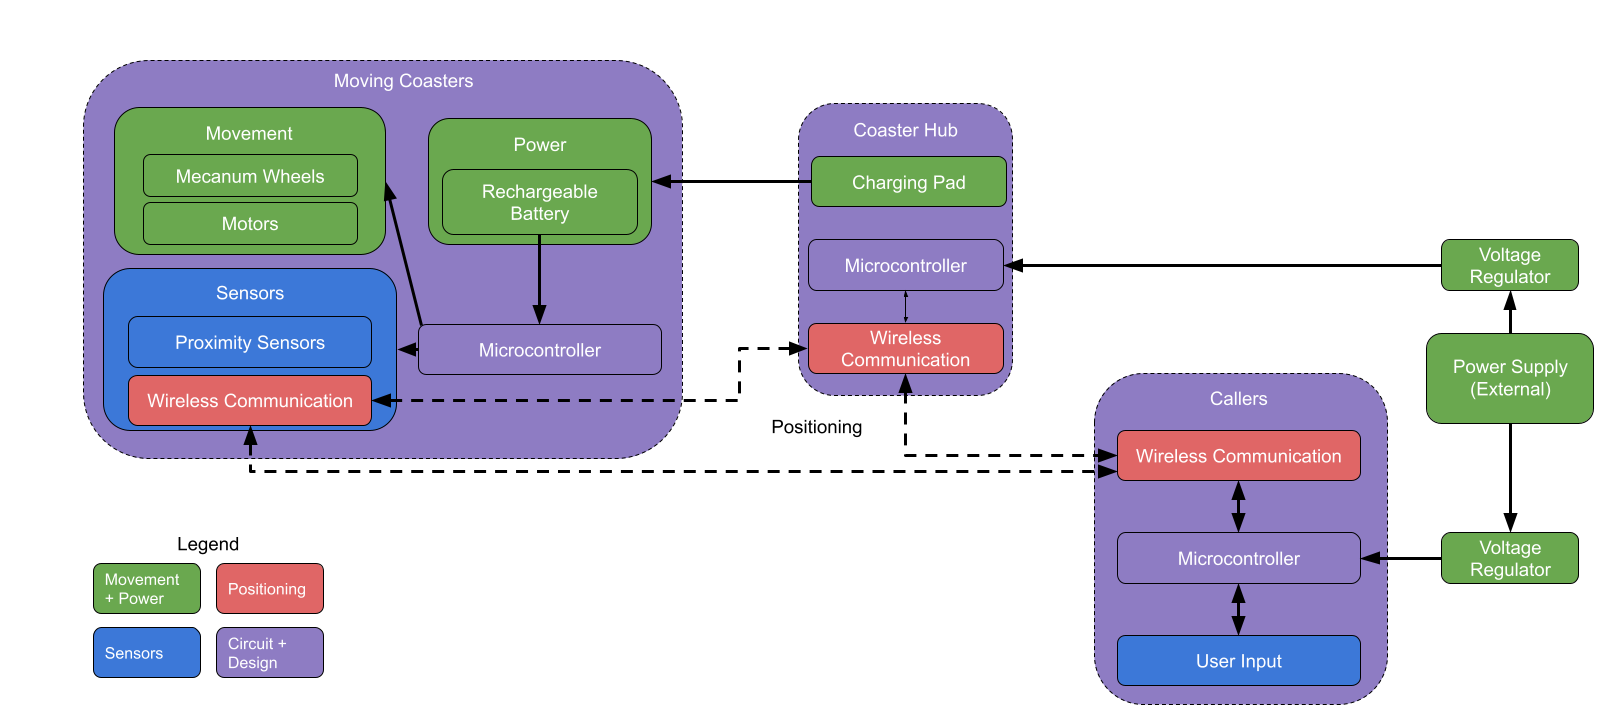 Moving Coasters
Movement
Mecanum Wheels
Motors
Power
Rechargeable
Battery
Sensors
Proximity Sensors
Wireless Communication
Microcontroller
Coaster Hub
Charging Pad
Microcontroller
Wireless
Communication
Positioning
Callers
Wireless Communication
Microcontroller
User Input
Voltage
Regulator
Power Supply
(External)
Voltage
Regulator
Legend
Movement
+ Power
Positioning
Sensors
Circuit +
Design